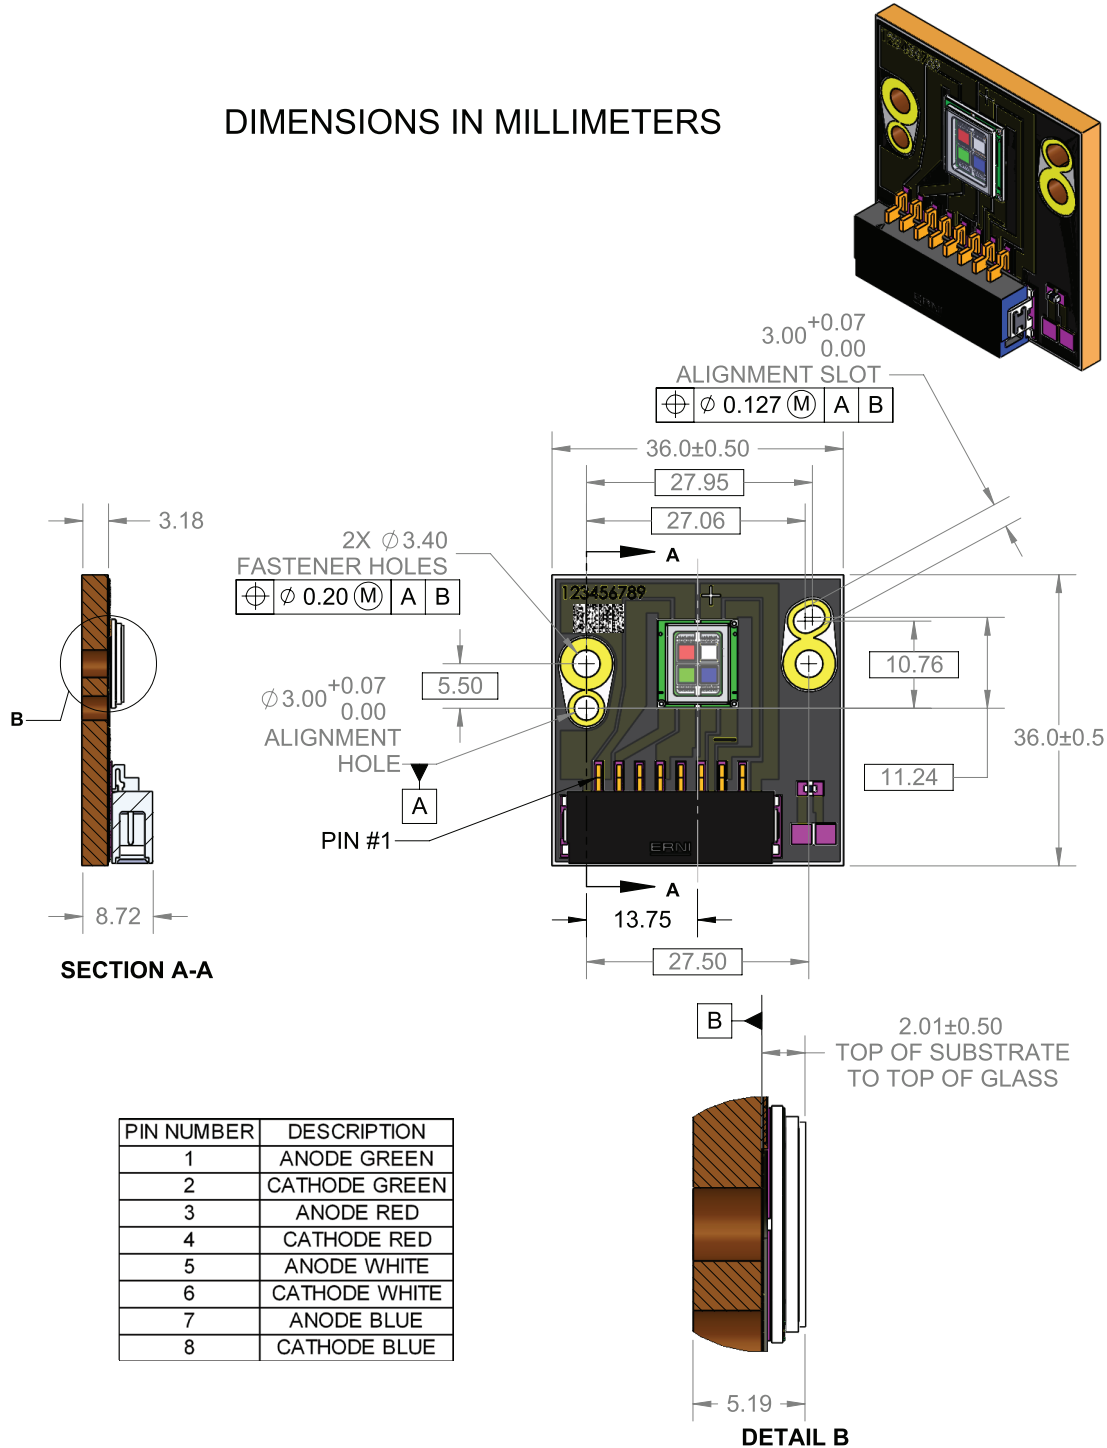 DIMENSIONS IN MILLIMETERS
ERNI
3.00 +0.07
0.00
ALIGNMENT SLOT
⌀ 0.127 Ⓜ A B
36.0±0.50
27.95
27.06
A
3.18
2X ⌀3.40
FASTENER HOLES
⌀ 0.20 Ⓜ A B
123456789
10.76
5.50
⌀3.00 +0.07
0.00
ALIGNMENT
HOLE
A
B
36.0±0.5
11.24
PIN #1
ERNI
A
8.72
13.75
SECTION A-A
27.50
B
2.01±0.50
TOP OF SUBSTRATE
TO TOP OF GLASS
PIN NUMBER DESCRIPTION
1 ANODE GREEN
2 CATHODE GREEN
3 ANODE RED
4 CATHODE RED
5 ANODE WHITE
6 CATHODE WHITE
7 ANODE BLUE
8 CATHODE BLUE
5.19
DETAIL B